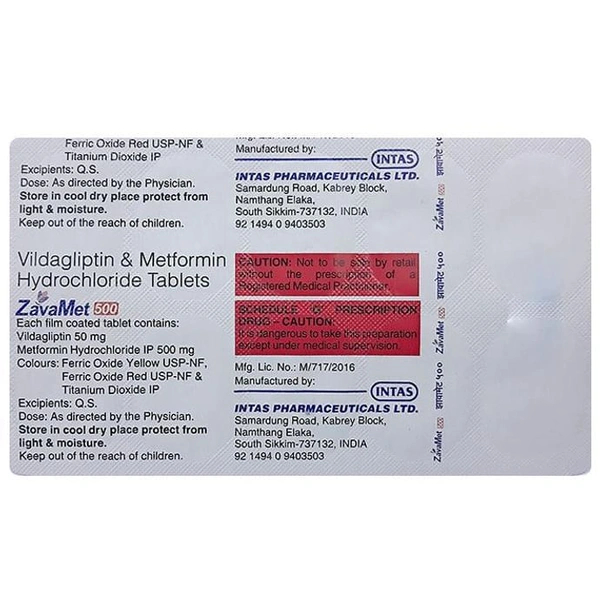 Ferric Oxide Red USP-NF &
Titanium Dioxide IP
Excipients: Q.S.
Dose: As directed by the Physician.
Store in cool dry place protect from
light & moisture.
Keep out of the reach of children.
Manufactured by:
INTAS
INTAS PHARMACEUTICALS LTD.
Samardung Road, Kabrey Block,
Namthang Elaka,
South Sikkim-737132, INDIA
92 1494 0 9403503
Vildagliptin & Metformin
Hydrochloride Tablets
ZavaMet 500
Each film coated tablet contains:
Vildagliptin 50 mg
Metformin Hydrochloride IP 500 mg
Colours: Ferric Oxide Yellow USP-NF,
Ferric Oxide Red USP-NF &
Titanium Dioxide IP
Excipients: Q.S.
Dose: As directed by the Physician.
Store in cool dry place protect from
light & moisture.
Keep out of the reach of children.
CAUTION: Not to be sold by retail
without the prescription of a
Registered Medical Practitioner.
SCHEDULE G PRESCRIPTION
DRUG – CAUTION:
It is dangerous to take this preparation
except under medical supervision.
Mfg. Lic. No.: M/717/2016
Manufactured by:
INTAS
INTAS PHARMACEUTICALS LTD.
Samardung Road, Kabrey Block,
Namthang Elaka,
South Sikkim-737132, INDIA
92 1494 0 9403503
ZavaMet 500 झावामेट ५००
ZavaMet 500 झावामेट ५००
ZavaMet 500 झावामेट ५००